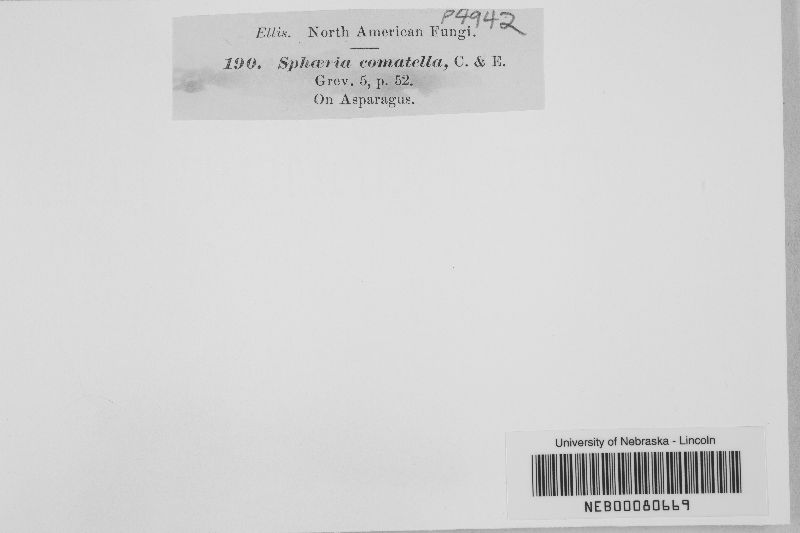 P4942
Ellis. North American Fungi.
190. Sphæria comatella, C. & E.
Grev. 5, p. 52.
On Asparagus.
University of Nebraska - Lincoln
NEB00080669